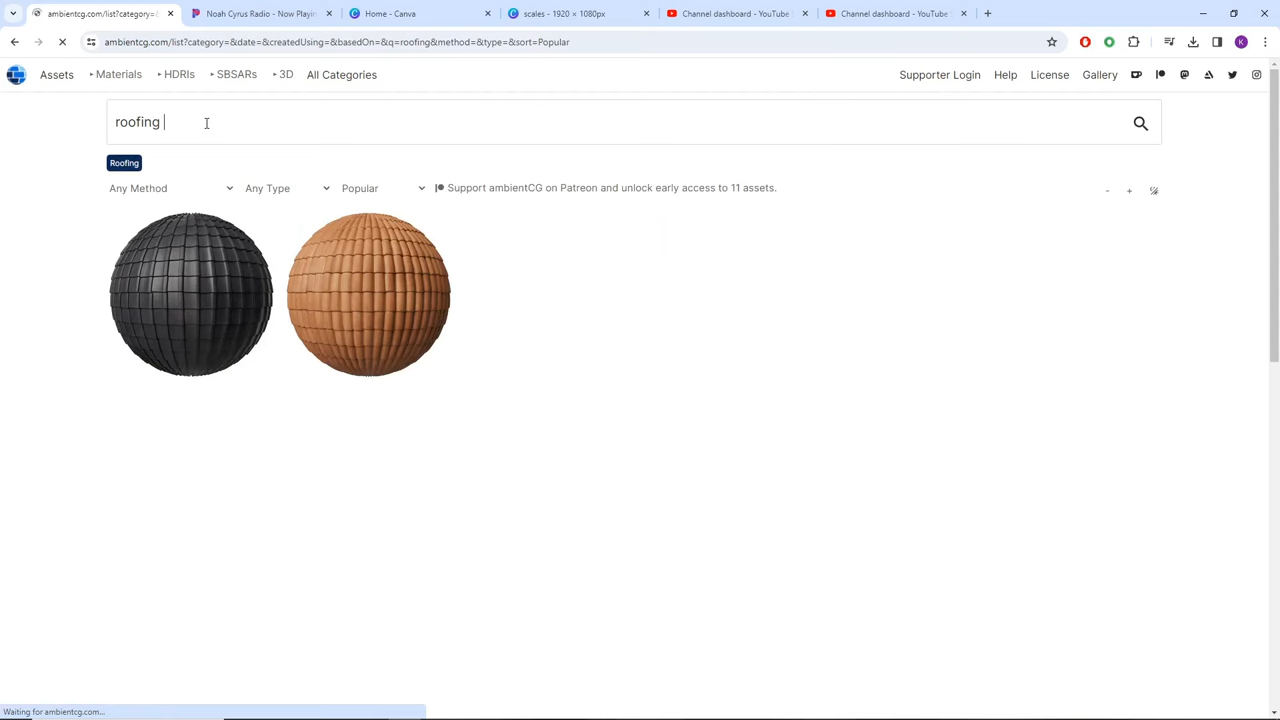 ambientcg.com/list?category=&
Noah Cyrus Radio - Now Playin
Home - Canva
scales - 1920 × 1080px
Channel dashboard - YouTube
Channel dashboard - YouTube
ambientcg.com/list?category=&date=&createdUsing=&basedOn=&q=roofing&method=&type=&sort=Popular
K
Assets
Materials
HDRIs
SBSARs
3D
All Categories
Supporter Login
Help
License
Gallery
roofing
Roofing
Any Method
Any Type
Popular
Support ambientCG on Patreon and unlock early access to 11 assets.
- +
Waiting for ambientcg.com...